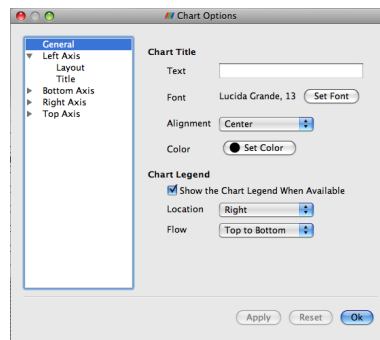 Chart Options
General
Left Axis
Layout
Title
Bottom Axis
Right Axis
Top Axis
Chart Title
Text
Font Lucida Grande, 13 Set Font
Alignment Center
Color Set Color
Chart Legend
Show the Chart Legend When Available
Location Right
Flow Top to Bottom
Apply Reset Ok